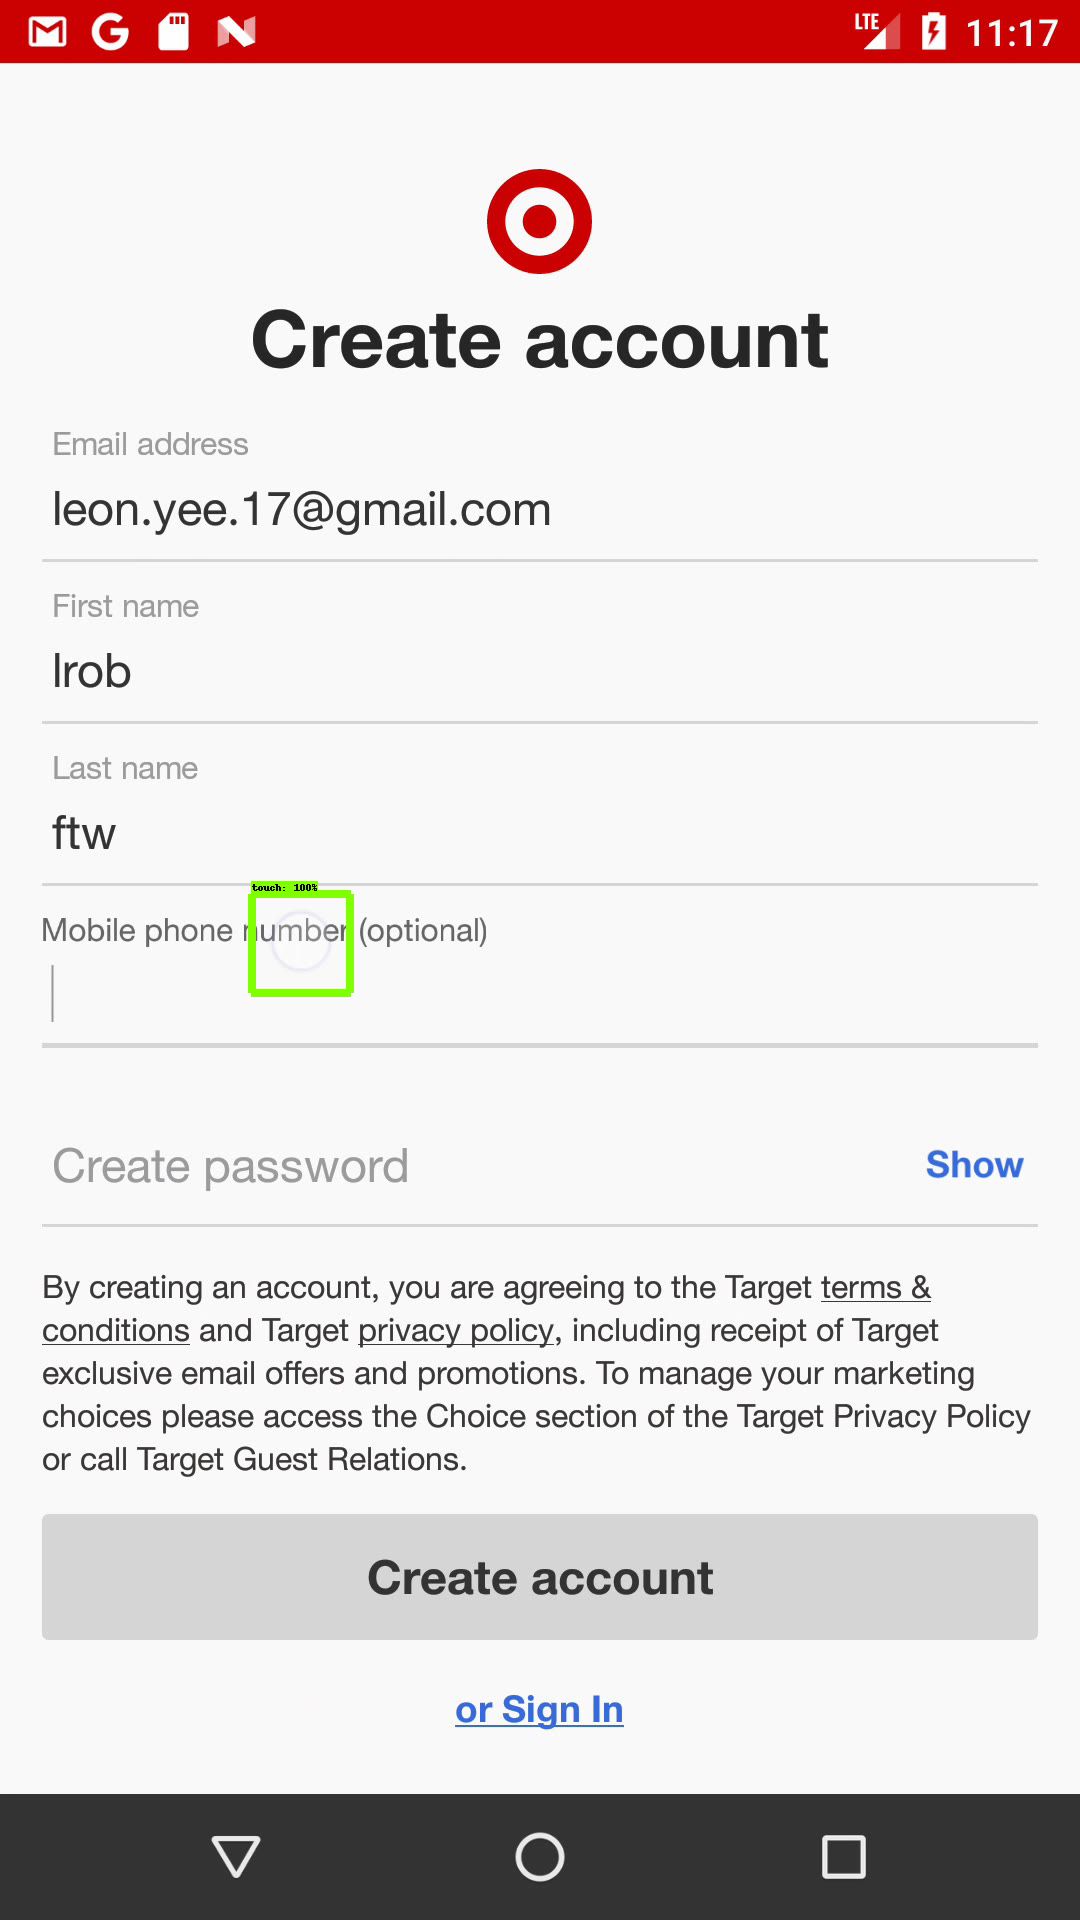 LTE 11:17
Create account
Email address
leon.yee.17@gmail.com
First name
lrob
Last name
ftw
touch: 100%
Mobile phone number (optional)
Create password
Show
By creating an account, you are agreeing to the Target terms &
conditions and Target privacy policy, including receipt of Target
exclusive email offers and promotions. To manage your marketing
choices please access the Choice section of the Target Privacy Policy
or call Target Guest Relations.
Create account
or Sign In